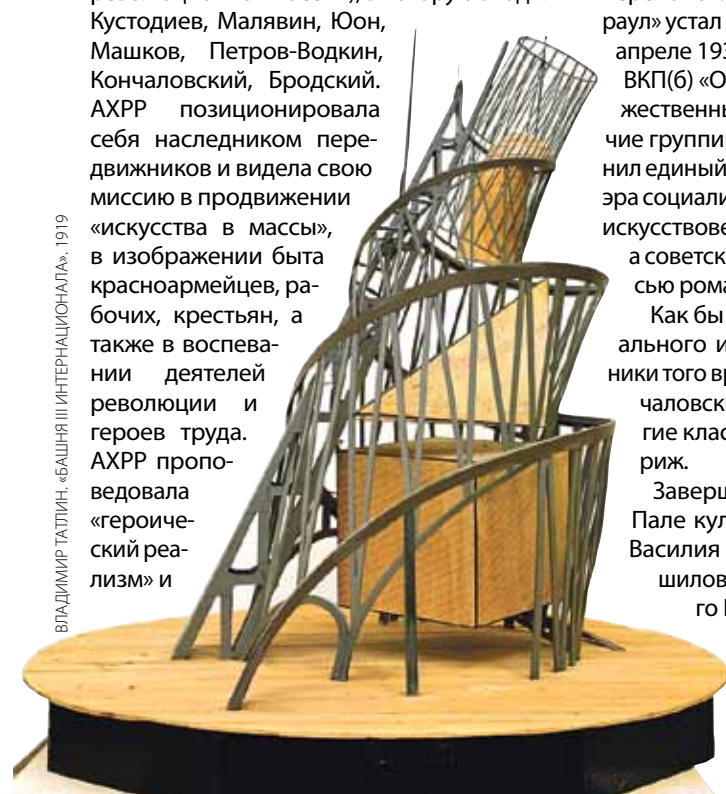 Кустодиев, Малявин, Юон,
Машков, Петров-Водкин,
Кончаловский, Бродский.
АХРР позиционировала
себя наследником пере-
движников и видела свою
миссию в продвижении
«искусства в массы»,
в изображении быта
красноармейцев, ра-
бочих, крестьян, а
также в воспева-
нии деятелей
революции и
героев труда.
АХРР пропо-
ведовала
«героиче-
ский реа-
лизм» и
ВЛАДИМИР ТАТЛИН. «БАШНЯ III ИНТЕРНАЦИОНАЛА». 1919
раул» устал
апреле 193
ВКП(б) «О
жественны
чие группи
нил единый
эра социали
искусствове
а советск
сью рома
Как бы
ального и
ники того вр
чаловски
гие клас
риж.
Заверш
Пале кул
Василия
шилов
го